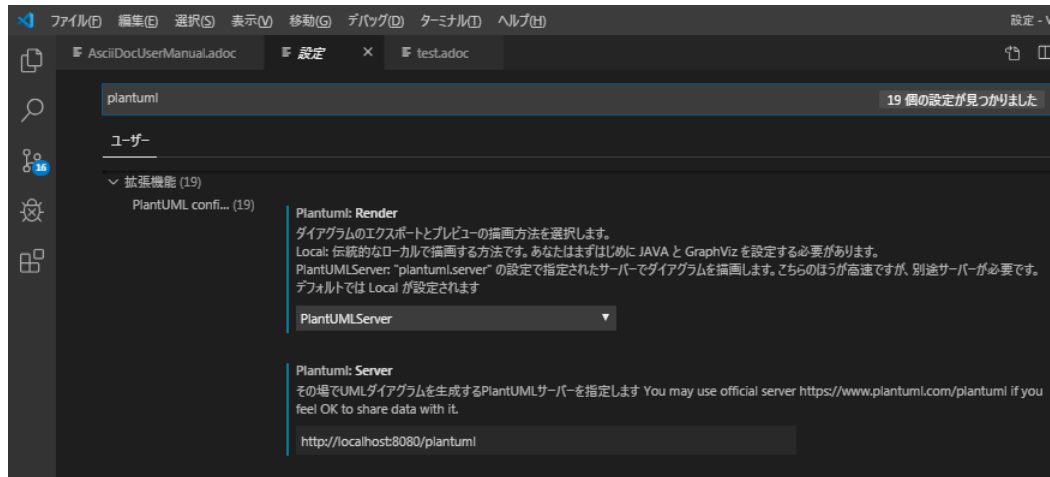 ファイル(F) 編集(E) 選択(S) 表示(V) 移動(G) デバッグ(D) ターミナル(T) ヘルプ(H) 設定 - V
AsciiDocUserManual.adoc 設定 × test.adoc
plantuml 19 個の設定が見つかりました
ユーザー
16
拡張機能 (19)
PlantUML confi... (19)
Plantuml: Render
ダイアグラムのエクスポートとプレビューの描画方法を選択します。
Local: 伝統的なローカルで描画する方法です。あなたはまずはじめに JAVA と GraphViz を設定する必要があります。
PlantUMLServer: "plantuml.server" の設定で指定されたサーバーでダイアグラムを描画します。こちらのほうが高速ですが、別途サーバーが必要です。
デフォルトでは Local が設定されます
PlantUMLServer
Plantuml: Server
その場でUMLダイアグラムを生成するPlantUMLサーバーを指定します You may use official server https://www.plantuml.com/plantuml if you
feel OK to share data with it.
http://localhost:8080/plantuml